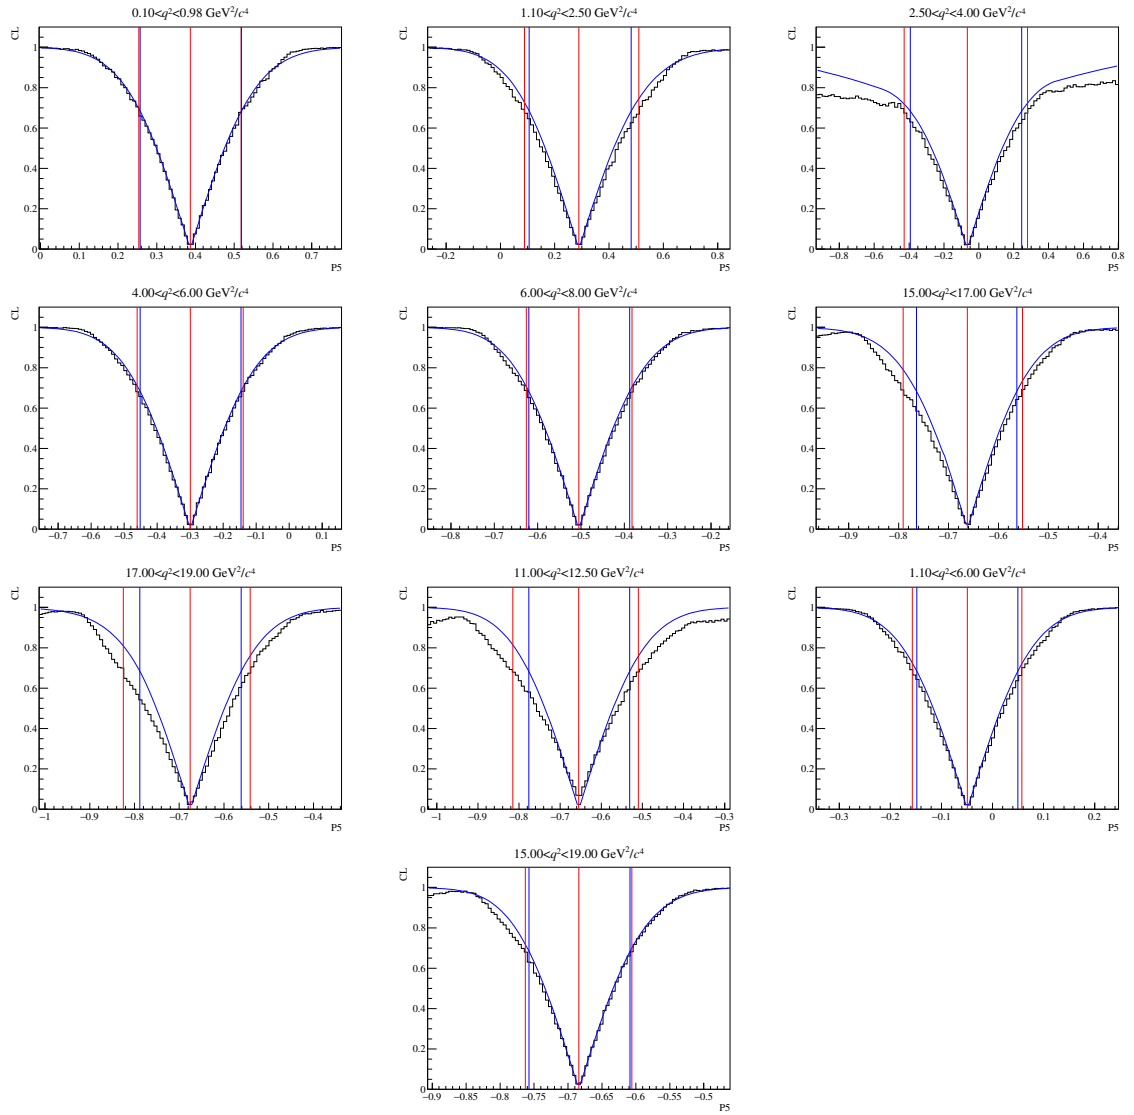 0.10<q²<0.98 GeV²/c⁴
CL
1
0.8
0.6
0.4
0.2
0
0 0.1 0.2 0.3 0.4 0.5 0.6 0.7
P5
1.10<q²<2.50 GeV²/c⁴
CL
1
0.8
0.6
0.4
0.2
0
−0.2 0 0.2 0.4 0.6 0.8
P5
2.50<q²<4.00 GeV²/c⁴
CL
1
0.8
0.6
0.4
0.2
0
−0.8 −0.6 −0.4 −0.2 0 0.2 0.4 0.6 0.8
P5
4.00<q²<6.00 GeV²/c⁴
CL
1
0.8
0.6
0.4
0.2
0
−0.7 −0.6 −0.5 −0.4 −0.3 −0.2 −0.1 0 0.1
P5
6.00<q²<8.00 GeV²/c⁴
CL
1
0.8
0.6
0.4
0.2
0
−0.8 −0.7 −0.6 −0.5 −0.4 −0.3 −0.2
P5
15.00<q²<17.00 GeV²/c⁴
CL
1
0.8
0.6
0.4
0.2
0
−0.9 −0.8 −0.7 −0.6 −0.5 −0.4
P5
17.00<q²<19.00 GeV²/c⁴
CL
1
0.8
0.6
0.4
0.2
0
−1 −0.9 −0.8 −0.7 −0.6 −0.5 −0.4
P5
11.00<q²<12.50 GeV²/c⁴
CL
1
0.8
0.6
0.4
0.2
0
−1 −0.9 −0.8 −0.7 −0.6 −0.5 −0.4 −0.3
P5
1.10<q²<6.00 GeV²/c⁴
CL
1
0.8
0.6
0.4
0.2
0
−0.3 −0.2 −0.1 0 0.1 0.2
P5
15.00<q²<19.00 GeV²/c⁴
CL
1
0.8
0.6
0.4
0.2
0
−0.9 −0.85 −0.8 −0.75 −0.7 −0.65 −0.6 −0.55 −0.5
P5